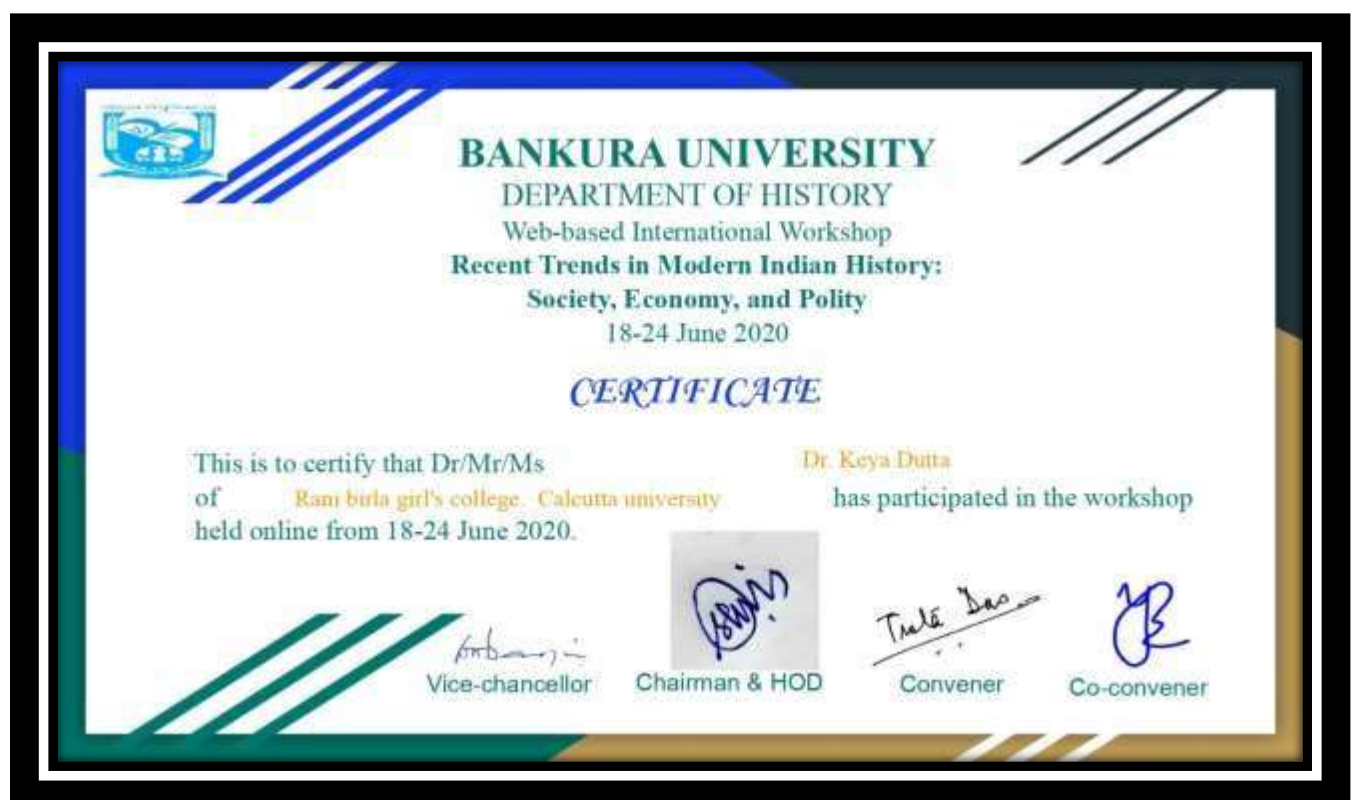 BANKURA UNIVERSITY
DEPARTMENT OF HISTORY
Web-based International Workshop
Recent Trends in Modern Indian History:
Society, Economy, and Polity
18-24 June 2020
CERTIFICATE
This is to certify that Dr/Mr/Ms Dr. Keya Dutta
of Rani birla girl's college. Calcutta university has participated in the workshop
held online from 18-24 June 2020.
Das
Vice-chancellor Chairman & HOD Convener Co-convener